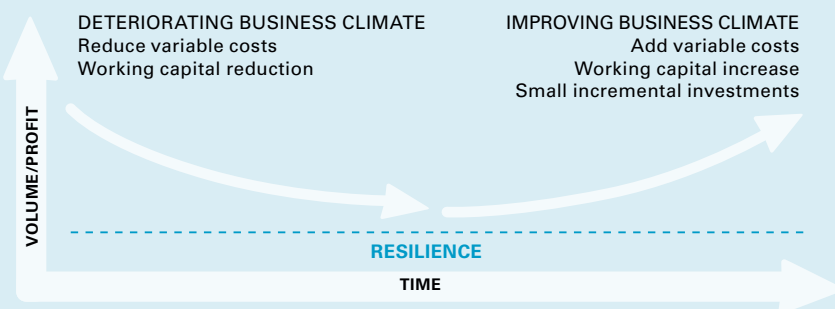 DETERIORATING BUSINESS CLIMATE
Reduce variable costs
Working capital reduction
IMPROVING BUSINESS CLIMATE
Add variable costs
Working capital increase
Small incremental investments
VOLUME/PROFIT
RESILIENCE
TIME